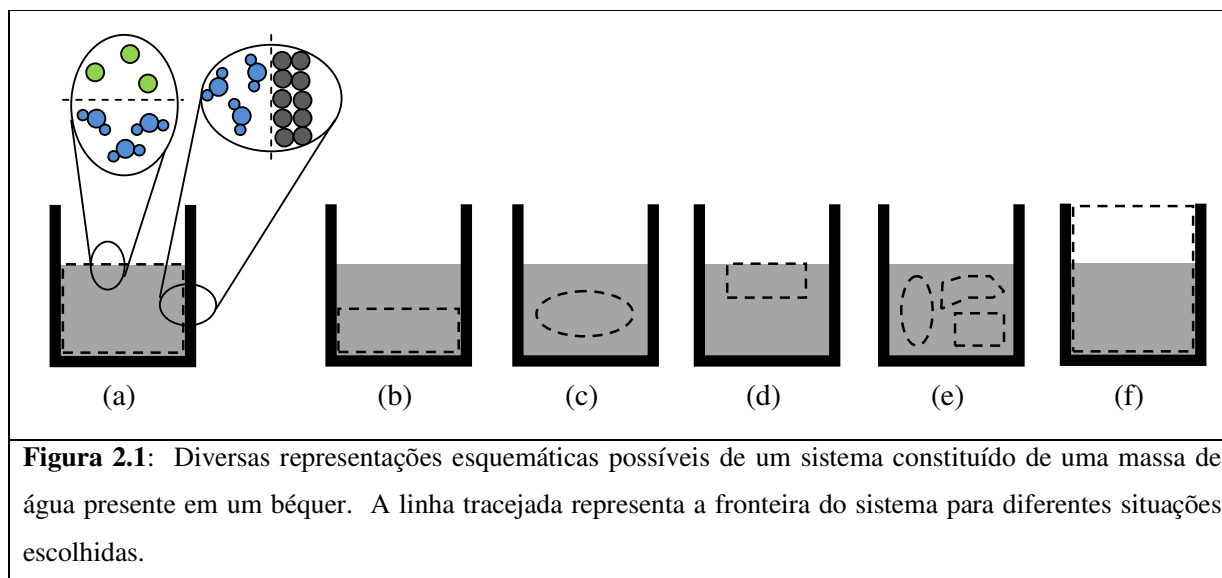 (a) (b) (c) (d) (e) (f)
Figura 2.1: Diversas representações esquemáticas possíveis de um sistema constituído de uma massa de
água presente em um béquer. A linha tracejada representa a fronteira do sistema para diferentes situações
escolhidas.